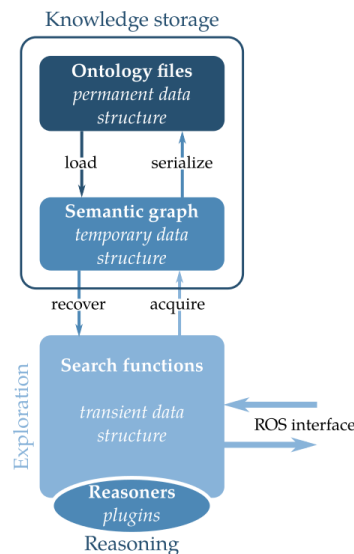 Knowledge storage
Ontology files
permanent data
structure
load
serialize
Semantic graph
temporary data
structure
recover
acquire
Exploration
Search functions
transient data
structure
ROS interface
Reasoners
plugins
Reasoning